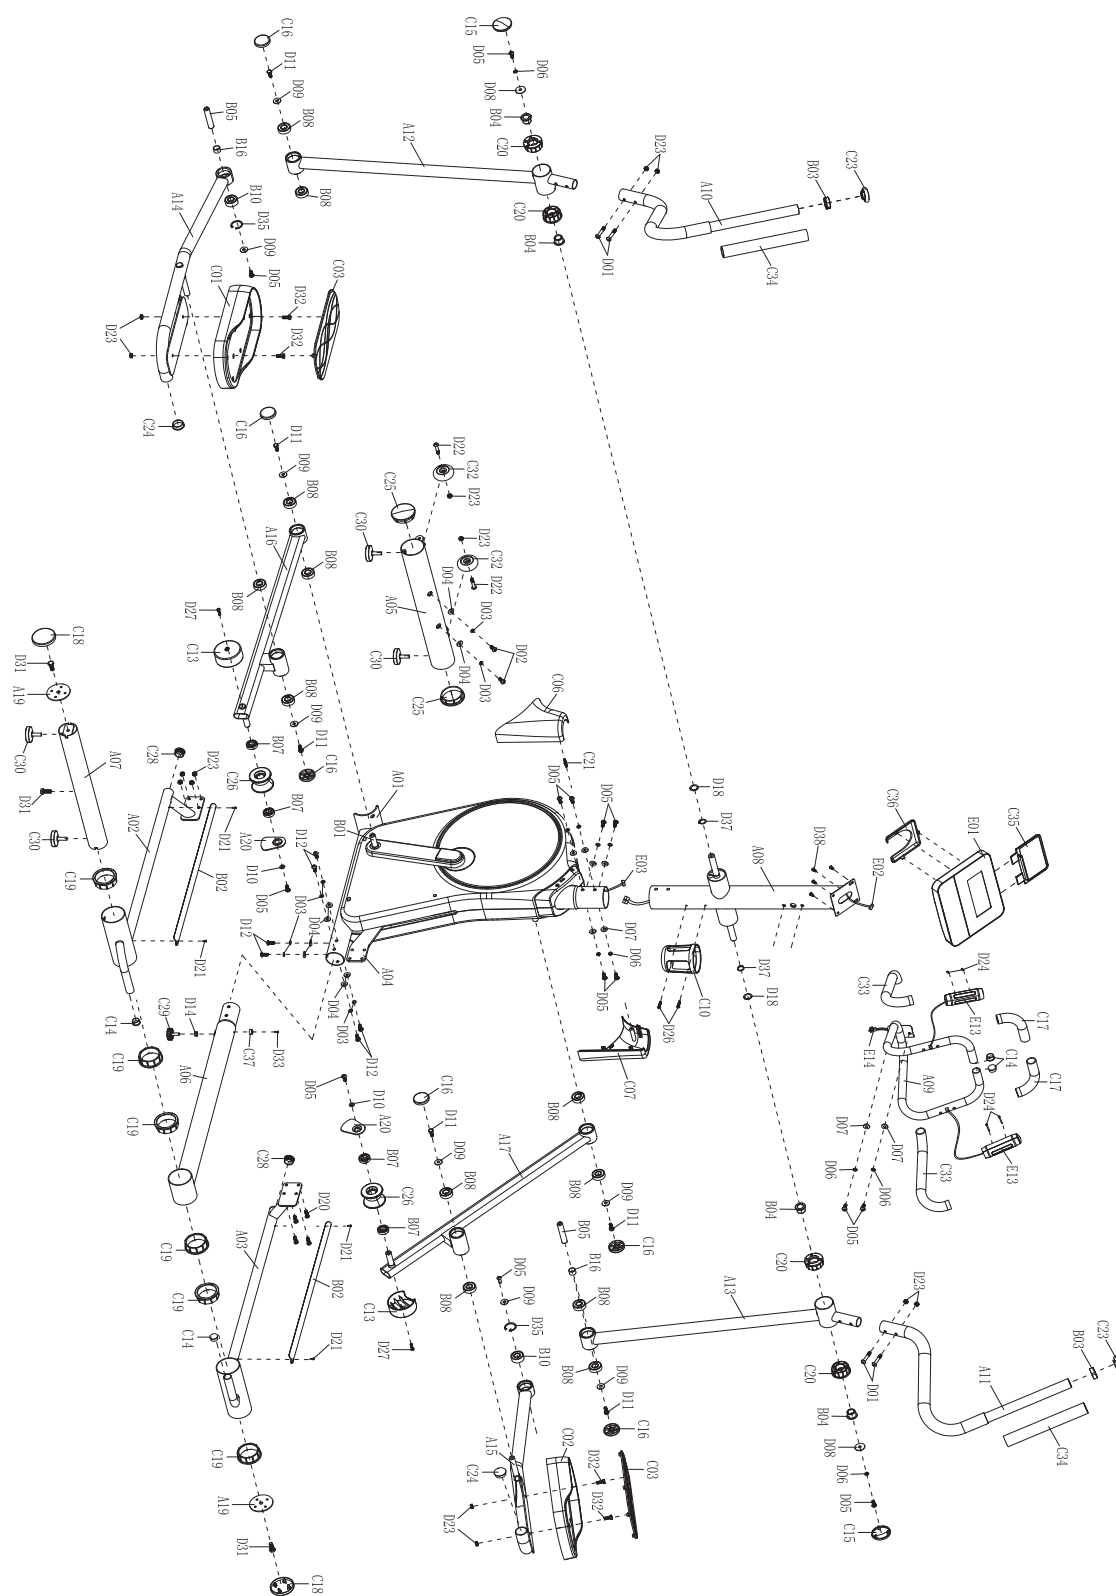 C16
D11
D09
B08
B05
B16
A14
B10
D35
D09
D05
B08
A12
C15
D05
D06
D08
B04
C20
C20
B04
D23
A10
B03
C23
D01
C34
C01
D32
C03
D32
D23
C24
C16
D11
D09
B08
A16
B08
B08
D27
C13
B08
D09
D11
C16
D22
C32
D23
C25
C30
A05
D23
C32
D22
D04
D03
D02
D04
D03
C30
C25
C06
C21
D05
D05
C18
D31
A19
C30
A07
D31
C30
C28
D23
A02
D21
B02
D21
C19
C14
C19
B07
C26
B07
A20
D10
D05
A01
B01
D12
D03
D04
D12
A04
D04
D03
D12
E03
D07
D06
D05
D18
D37
A08
D38
E02
D37
D18
C10
D26
C07
C36
E01
C35
D24
E13
C33
E14
C17
C14
C17
A09
D24
E13
C33
D07
D07
D06
D06
D05
C29
D14
C37
D33
A06
C19
C28
D20
A03
D21
B02
D21
C19
C19
C14
C19
A19
D31
C18
D05
D10
A20
B07
C26
B07
C13
D27
C16
D11
D09
B08
A17
B08
B08
D09
D11
C16
B08
B05
B16
B08
A13
B08
D09
D11
C16
D05
D09
D35
B10
A15
C24
C02
D32
C03
D32
D23
B04
C20
C20
B04
D08
D06
D05
C15
D23
D01
A11
B03
C23
C34